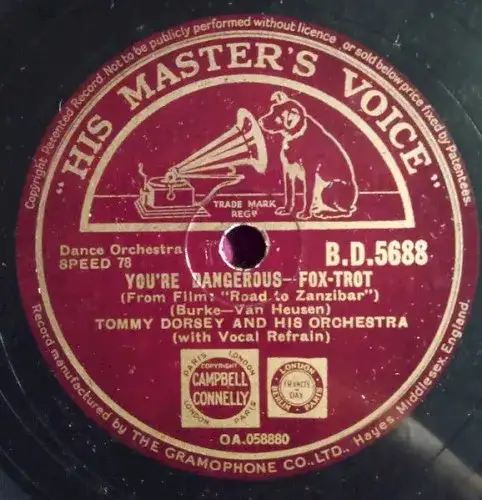 Copyright. Patented Record. Not to be publicly performed without licence. or sold below price fixed by Patentees.
"HIS MASTER'S VOICE"
TRADE MARK
REGD
Dance Orchestra
SPEED 78
B.D.5688
YOU'RE DANGEROUS—FOX-TROT
(From Film: "Road to Zanzibar")
(Burke—Van Heusen)
TOMMY DORSEY AND HIS ORCHESTRA
(with Vocal Refrain)
PARIS LONDON
COPYRIGHT
CAMPBELL
CONNELLY
LONDON PARIS
LONDON
FRANCIS
DAY
BERLIN PARIS
OA.058880
Record manufactured by THE GRAMOPHONE CO., LTD., Hayes, Middlesex, England.